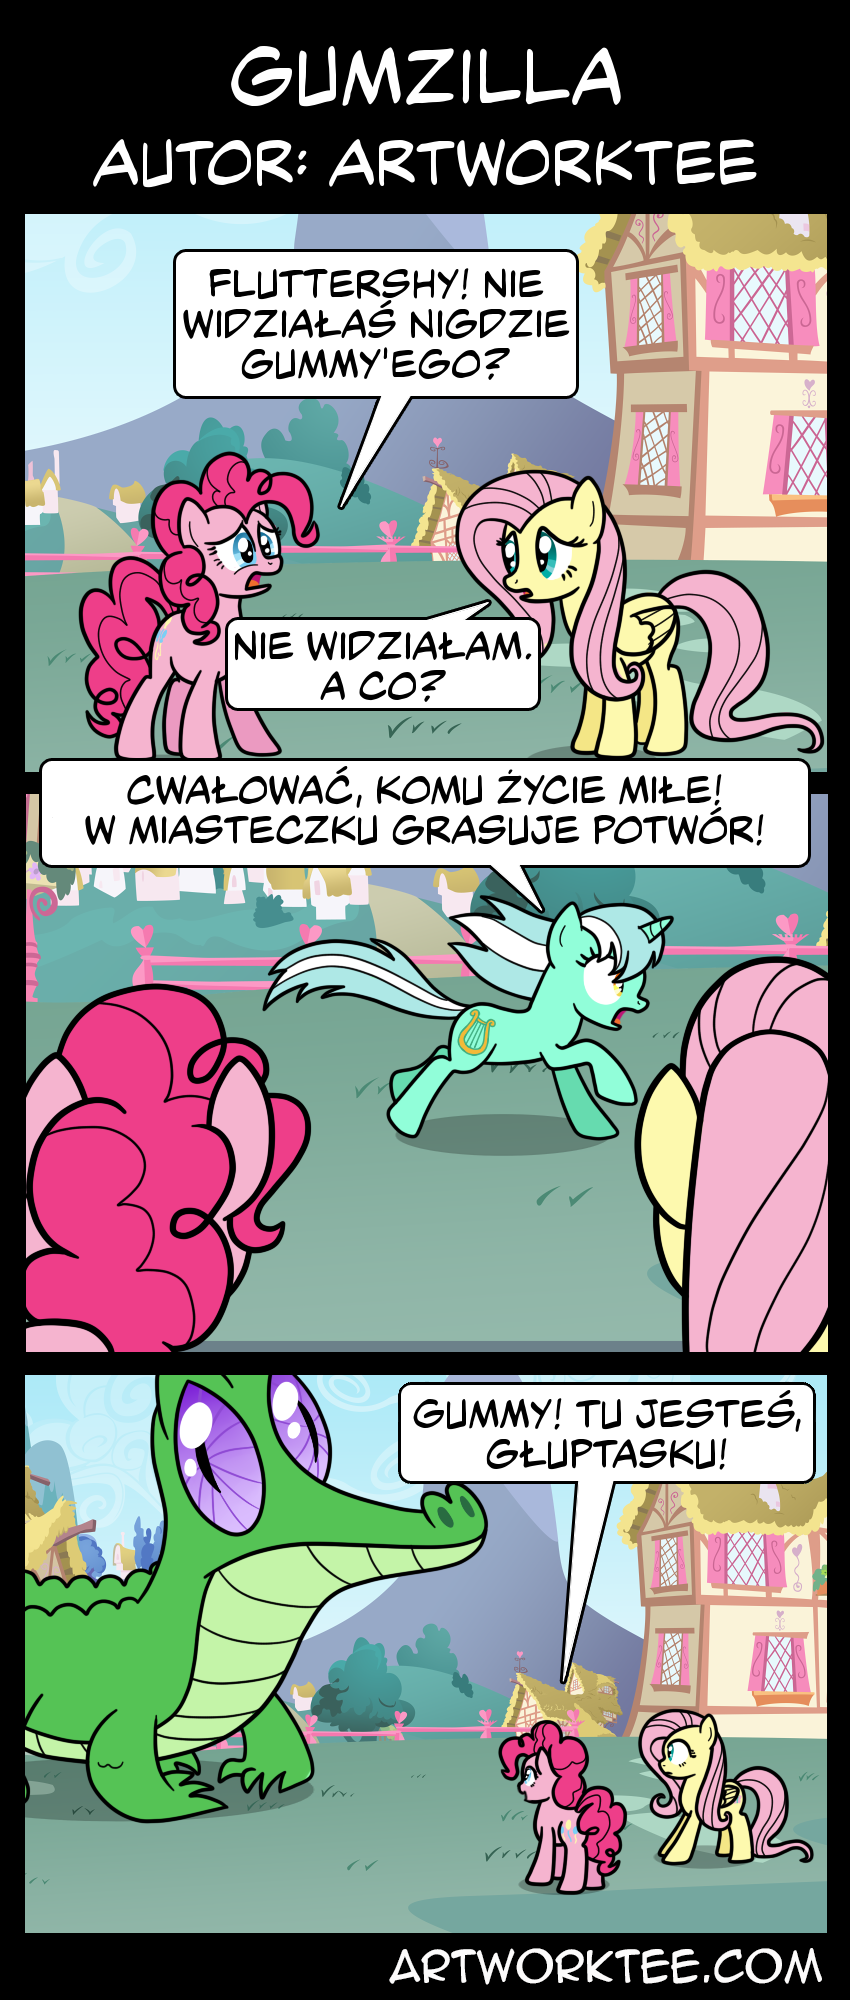 GUMZILLA
AUTOR: ARTWORKTEE
FLUTTERSHY! NIE
WIDZIAŁAŚ NIGDZIE
GUMMY'EGO?
NIE WIDZIAŁAM.
A CO?
CWAŁOWAĆ, KOMU ŻYCIE MIŁE!
W MIASTECZKU GRASUJE POTWÓR!
GUMMY! TU JESTEŚ,
GŁUPTASKU!
ARTWORKTEE.COM